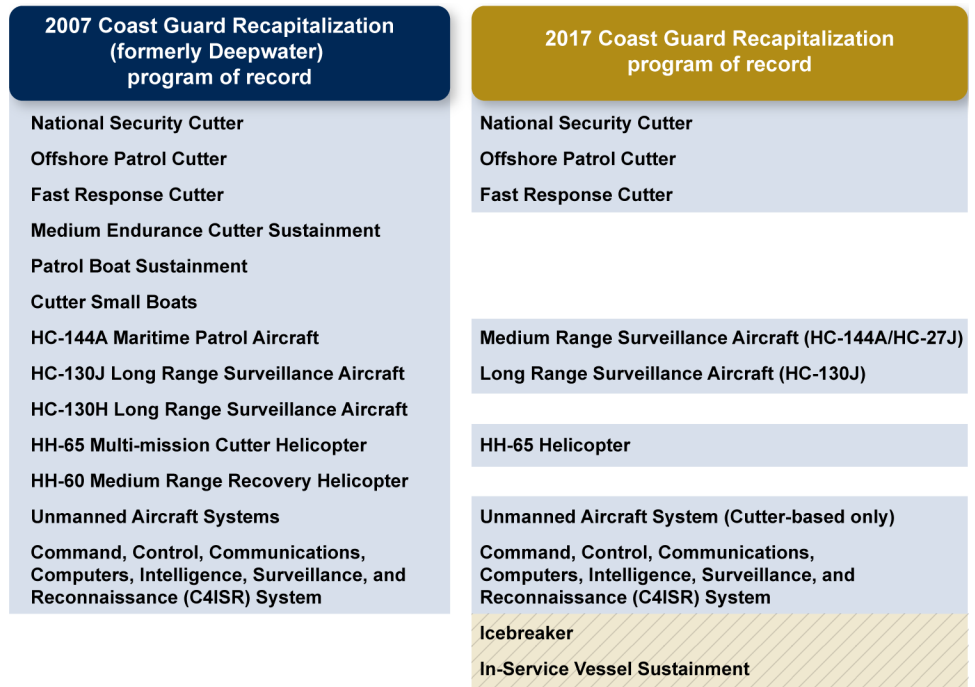 2007 Coast Guard Recapitalization
(formerly Deepwater)
program of record
National Security Cutter
Offshore Patrol Cutter
Fast Response Cutter
Medium Endurance Cutter Sustainment
Patrol Boat Sustainment
Cutter Small Boats
HC-144A Maritime Patrol Aircraft
HC-130J Long Range Surveillance Aircraft
HC-130H Long Range Surveillance Aircraft
HH-65 Multi-mission Cutter Helicopter
HH-60 Medium Range Recovery Helicopter
Unmanned Aircraft Systems
Command, Control, Communications,
Computers, Intelligence, Surveillance, and
Reconnaissance (C4ISR) System
2017 Coast Guard Recapitalization
program of record
National Security Cutter
Offshore Patrol Cutter
Fast Response Cutter
Medium Range Surveillance Aircraft (HC-144A/HC-27J)
Long Range Surveillance Aircraft (HC-130J)
HH-65 Helicopter
Unmanned Aircraft System (Cutter-based only)
Command, Control, Communications,
Computers, Intelligence, Surveillance, and
Reconnaissance (C4ISR) System
Icebreaker
In-Service Vessel Sustainment